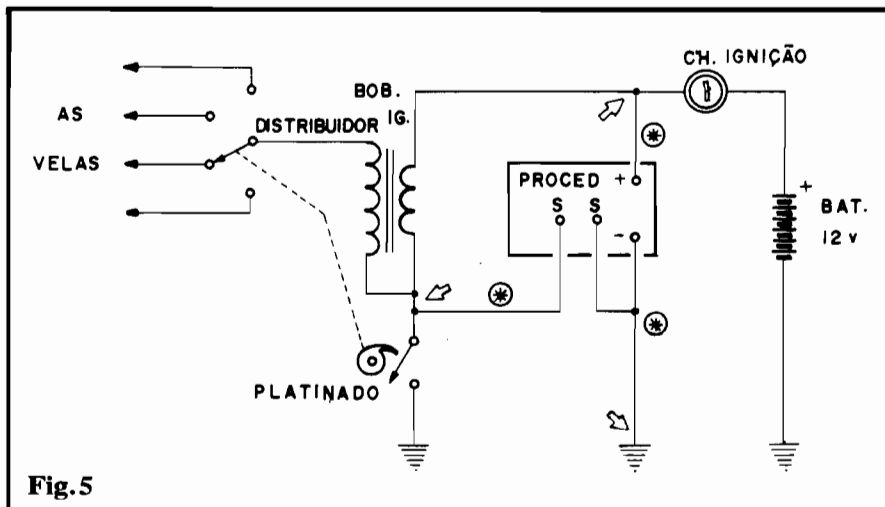 CH. IGNIÇÃO
BOB.
IG.
AS
DISTRIBUIDOR
VELAS
PROCED +
S S
-
+
BAT.
12 v
PLATINADO
Fig.5